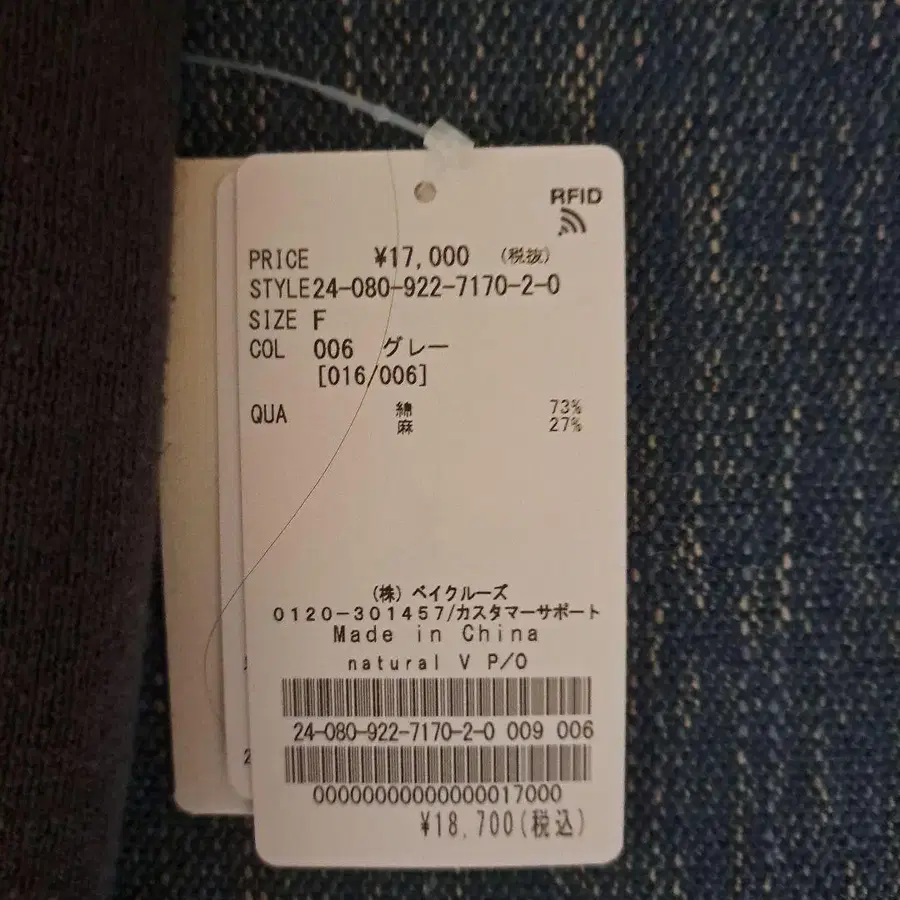 RFID
PRICE ¥17,000 (税抜)
STYLE 24-080-922-7170-2-0
SIZE F
COL 006 グレー
[016/006]
QUA 綿 73%
麻 27%
(株) ベイクルーズ
0120-301457/カスタマーサポート
Made in China
natural V P/O
24-080-922-7170-2-0 009 006
00000000000000017000
¥18,700(税込)